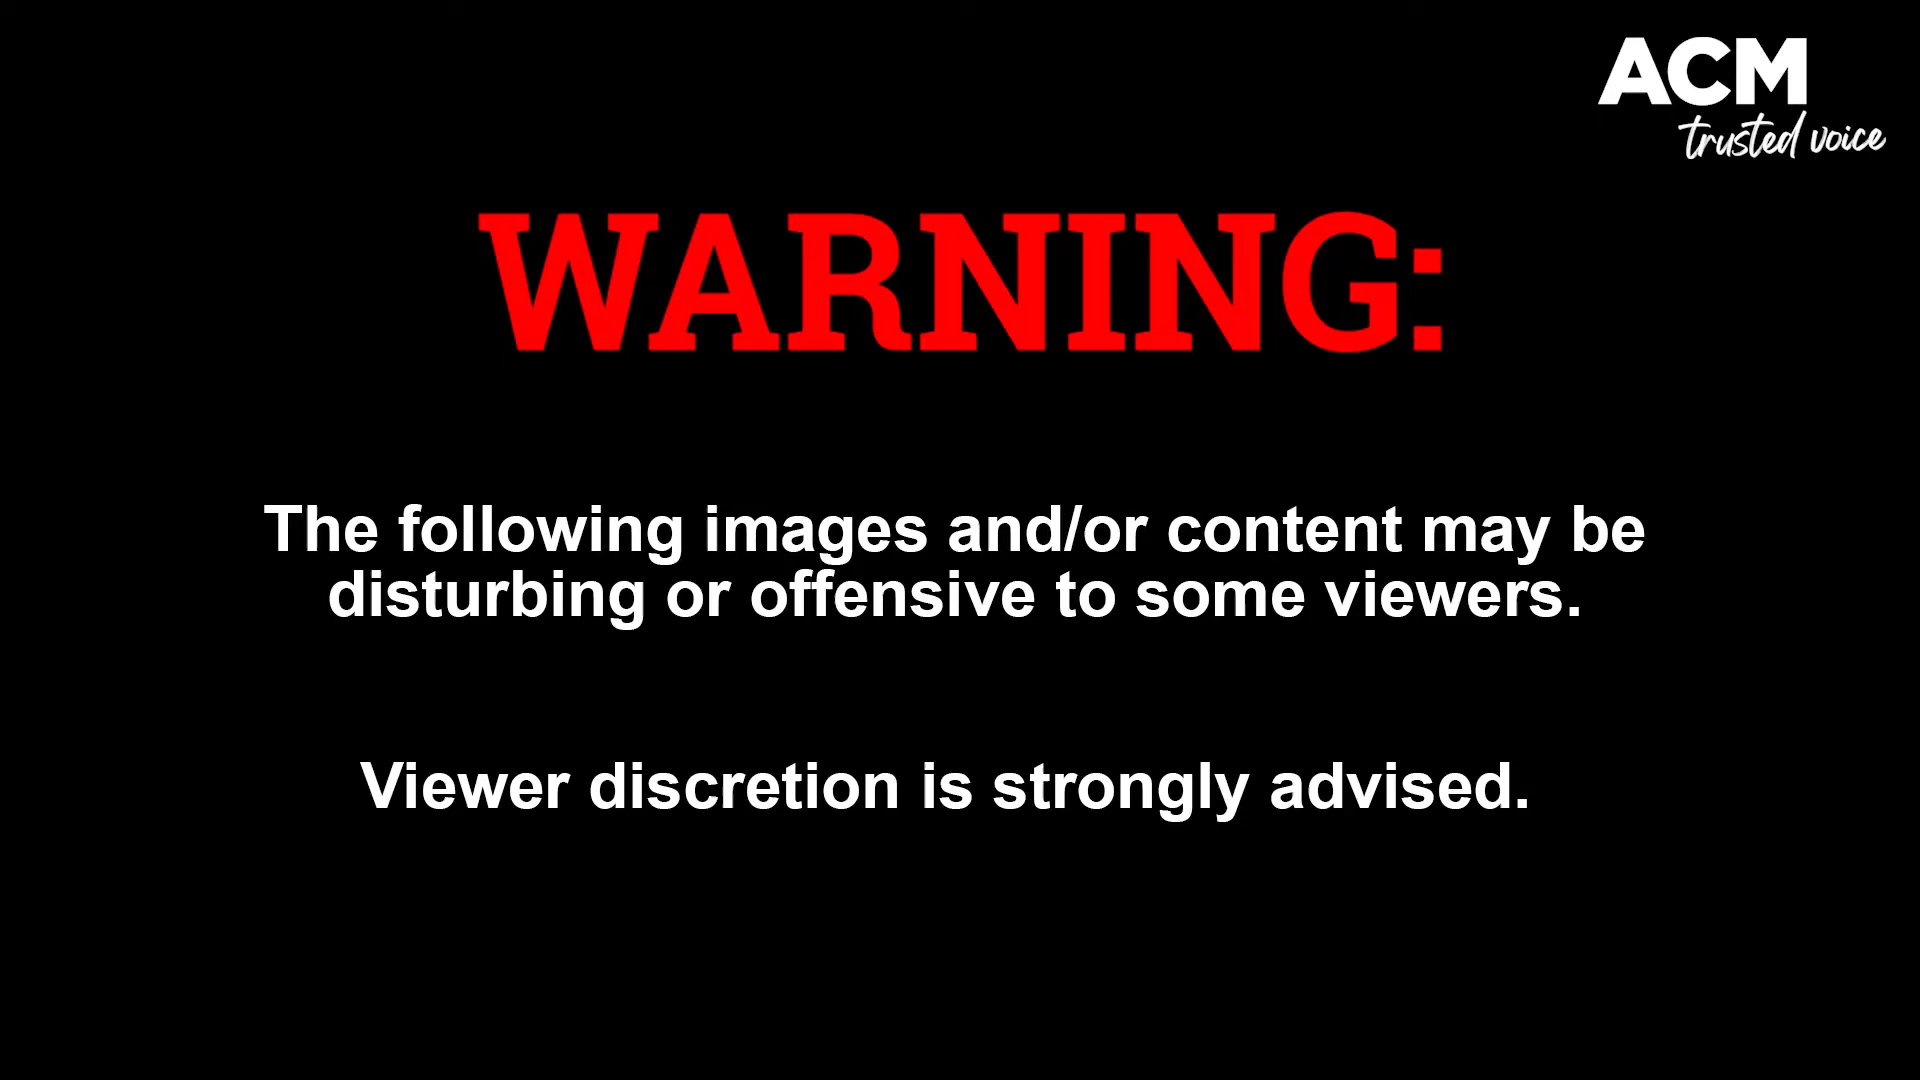 ACM
trusted voice
WARNING:
The following images and/or content may be
disturbing or offensive to some viewers.
Viewer discretion is strongly advised.